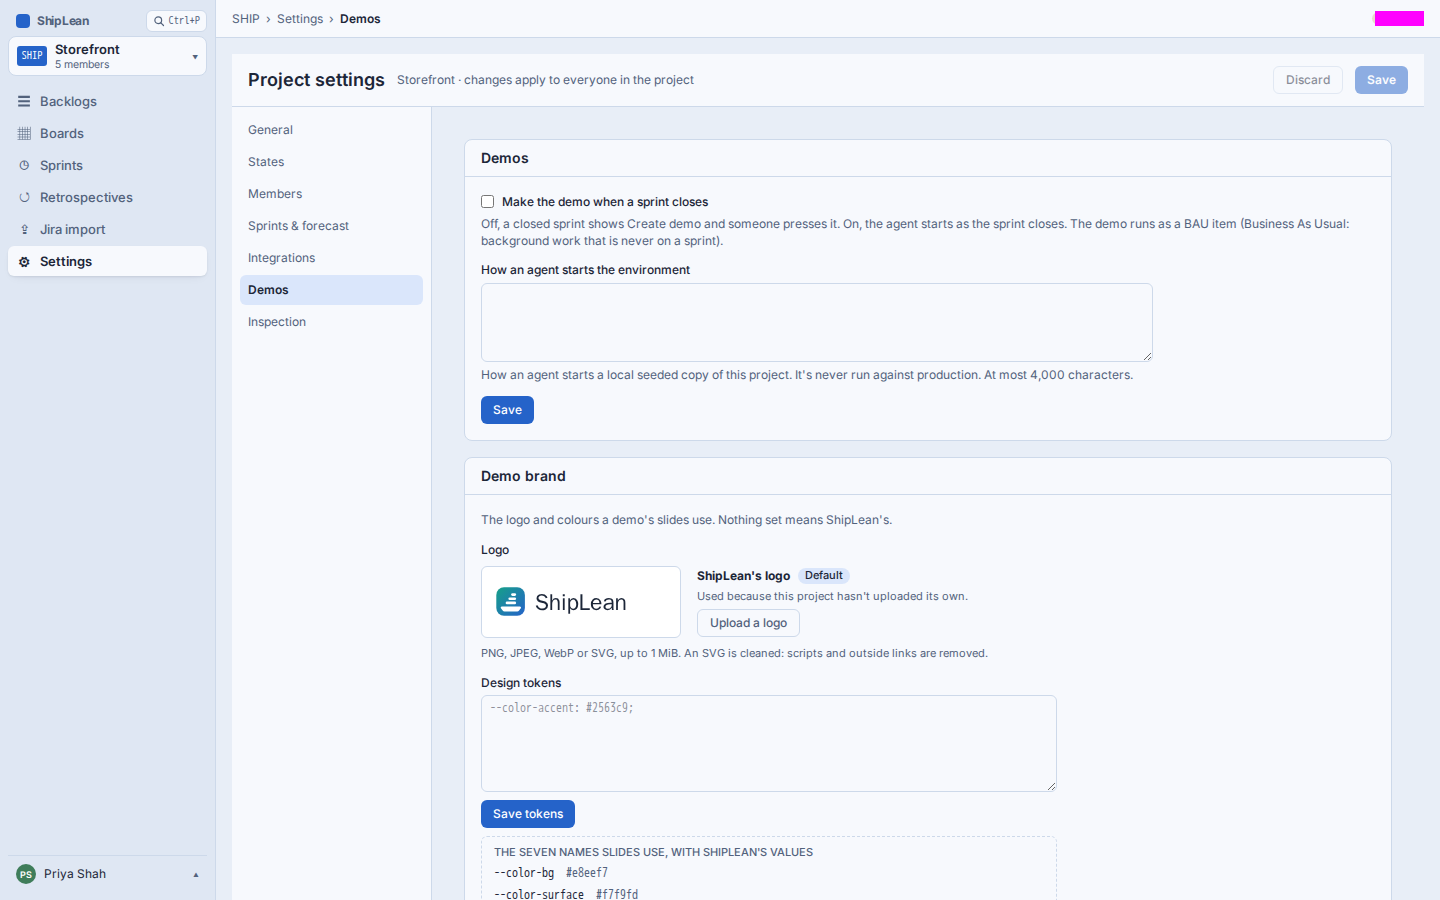 ShipLean
Ctrl+P
SHIP
Storefront
5 members
Backlogs
Boards
Sprints
Retrospectives
Jira import
Settings
Priya Shah
PS
SHIP › Settings › Demos
Project settings
Storefront · changes apply to everyone in the project
Discard
Save
General
States
Members
Sprints & forecast
Integrations
Demos
Inspection
Demos
Make the demo when a sprint closes
Off, a closed sprint shows Create demo and someone presses it. On, the agent starts as the sprint closes. The demo runs as a BAU item (Business As Usual:
background work that is never on a sprint).
How an agent starts the environment
How an agent starts a local seeded copy of this project. It's never run against production. At most 4,000 characters.
Save
Demo brand
The logo and colours a demo's slides use. Nothing set means ShipLean's.
Logo
ShipLean
ShipLean's logo Default
Used because this project hasn't uploaded its own.
Upload a logo
PNG, JPEG, WebP or SVG, up to 1 MiB. An SVG is cleaned: scripts and outside links are removed.
Design tokens
--color-accent: #2563c9;
Save tokens
THE SEVEN NAMES SLIDES USE, WITH SHIPLEAN'S VALUES
--color-bg #e8eef7
--color-surface #f7f9fd